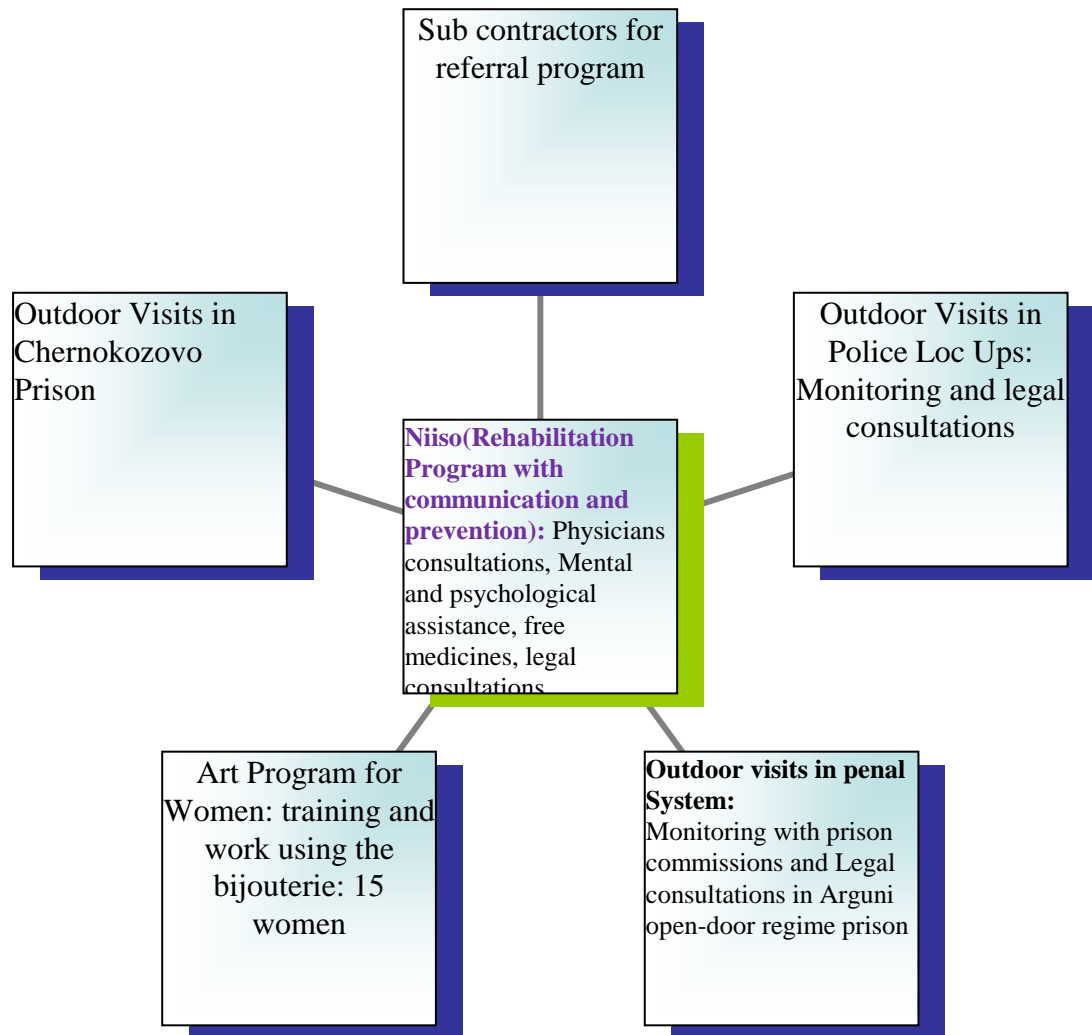 Sub contractors for
referral program
Outdoor Visits in
Chernokozovo
Prison
Outdoor Visits in
Police Loc Ups:
Monitoring and legal
consultations
Niiso(Rehabilitation
Program with
communication and
prevention): Physicians
consultations, Mental
and psychological
assistance, free
medicines, legal
consultations
Art Program for
Women: training and
work using the
bijouterie: 15
women
Outdoor visits in penal
System:
Monitoring with prison
commissions and Legal
consultations in Arguni
open-door regime prison